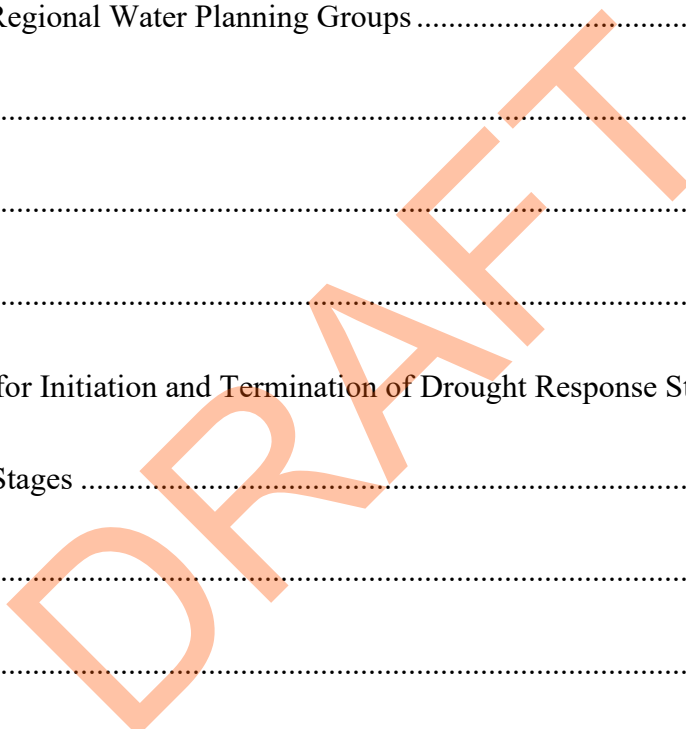 Regional Water Planning Groups ..............................
................................................................................
................................................................................
................................................................................
for Initiation and Termination of Drought Response St
Stages ......................................................................
................................................................................
................................................................................
DRAFT